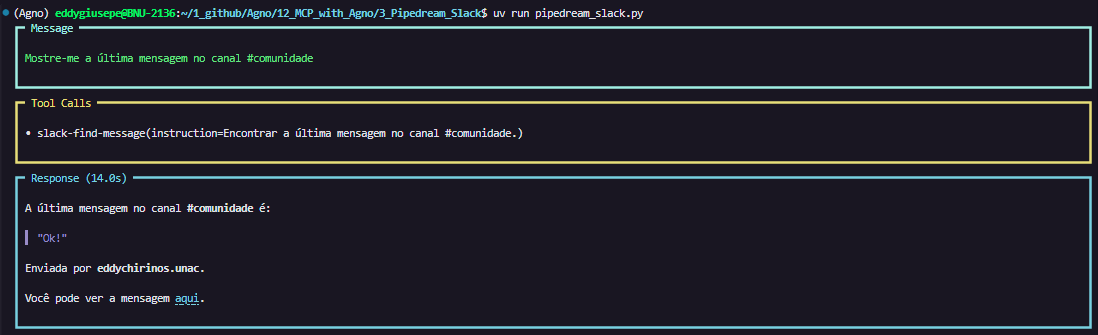 (Agno) eddygiusepe@BNU-2136:~/1_github/Agno/12_MCP_with_Agno/3_Pipedream_Slack$ uv run pipedream_slack.py
Message
Mostre-me a última mensagem no canal #comunidade
Tool Calls
• slack-find-message(instruction=Encontrar a última mensagem no canal #comunidade.)
Response (14.0s)
A última mensagem no canal #comunidade é:
"Ok!"
Enviada por eddychirinos.unac.
Você pode ver a mensagem aqui.